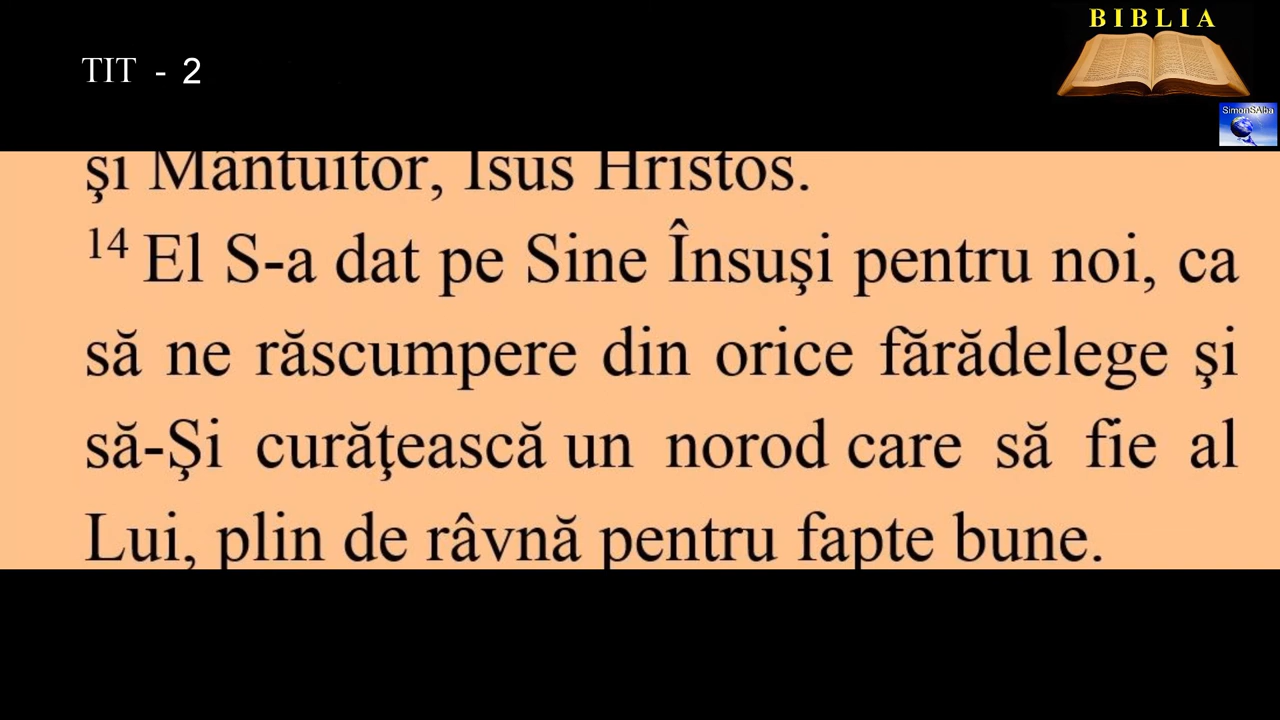 BIBLIA
TIT - 2
SimonSAlba
şi Mântuitor, Isus Hristos.
14 El S-a dat pe Sine Însuşi pentru noi, ca
să ne răscumpere din orice fărădelege şi
să-Şi curăţească un norod care să fie al
Lui, plin de râvnă pentru fapte bune.